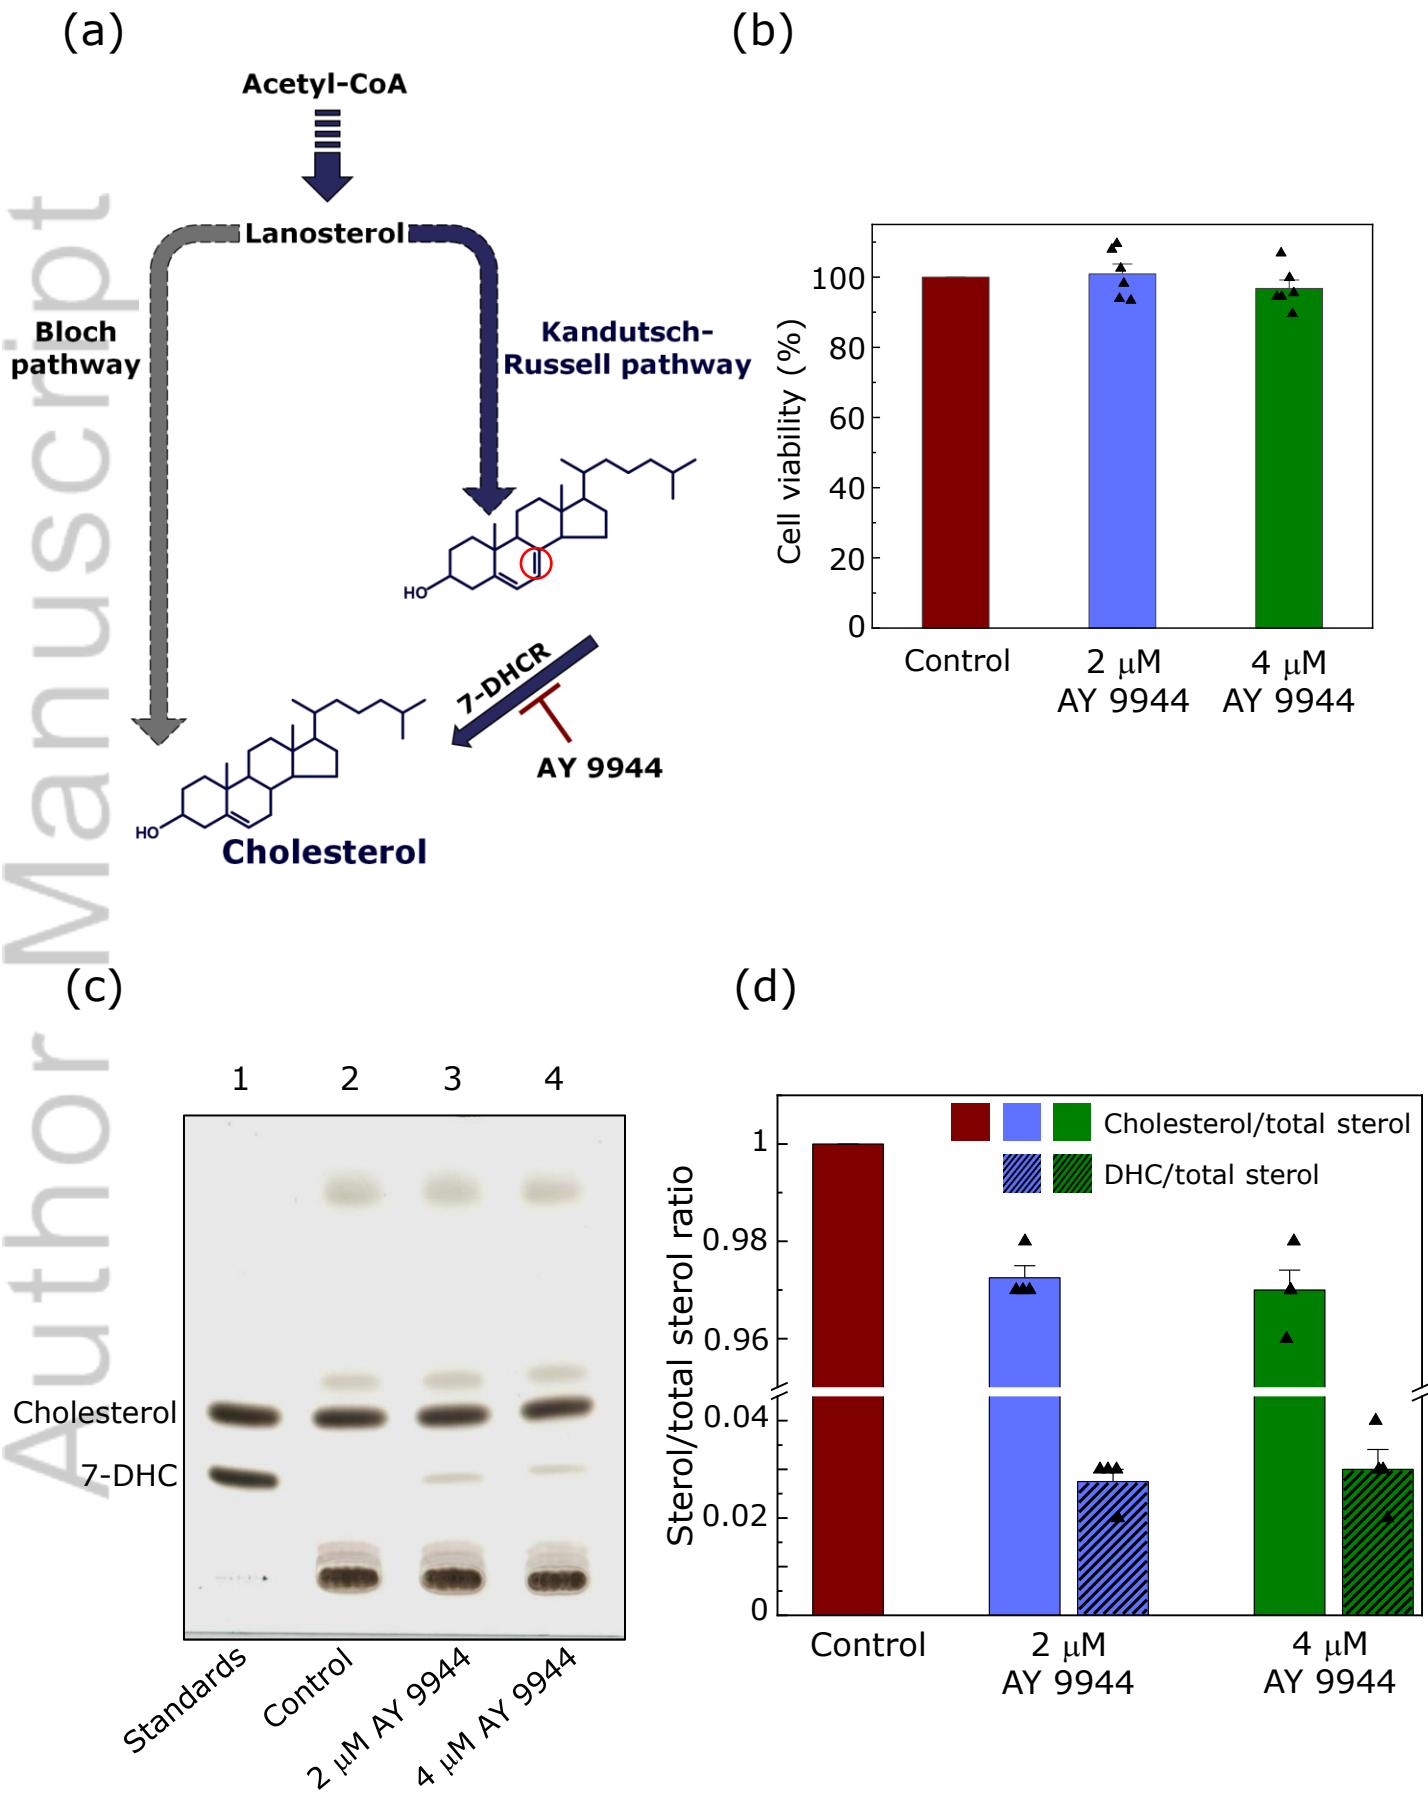 Author Manuscript
(a)
Acetyl-CoA
Lanosterol
Bloch
pathway
Kandutsch-
Russell pathway
HO
7-DHCR
AY 9944
HO
Cholesterol
(b)
Cell viability (%)
100
80
60
40
20
0
Control
2 μM
AY 9944
4 μM
AY 9944
(c)
1 2 3 4
Cholesterol
7-DHC
Standards
Control
2 μM AY 9944
4 μM AY 9944
(d)
Sterol/total sterol ratio
1
0.98
0.96
0.04
0.02
0
Cholesterol/total sterol
DHC/total sterol
Control
2 μM
AY 9944
4 μM
AY 9944